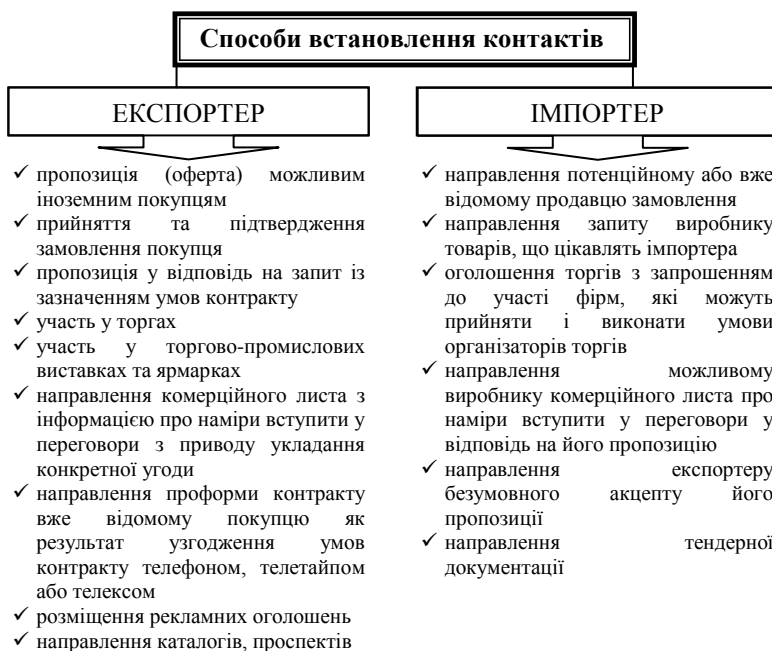 Способи встановлення контактів
ЕКСПОРТЕР
✓ пропозиція (оферта) можливим
іноземним покупцям
✓ прийняття та підтвердження
замовлення покупця
✓ пропозиція у відповідь на запит із
зазначенням умов контракту
✓ участь у торгах
✓ участь у торгово-промислових
виставках та ярмарках
✓ направлення комерційного листа з
інформацією про наміри вступити у
переговори з приводу укладання
конкретної угоди
✓ направлення проформи контракту
вже відомому покупцю як
результат узгодження умов
контракту телефоном, телетайпом
або телексом
✓ розміщення рекламних оголошень
✓ направлення каталогів, проспектів
ІМПОРТЕР
✓ направлення потенційному або вже
відомому продавцю замовлення
✓ направлення запиту виробнику
товарів, що цікавлять імпортера
✓ оголошення торгів з запрошенням
до участі фірм, які можуть
прийняти і виконати умови
організаторів торгів
✓ направлення можливому
виробнику комерційного листа про
наміри вступити у переговори у
відповідь на його пропозицію
✓ направлення експортеру
безумовного акцепту його
пропозиції
✓ направлення тендерної
документації